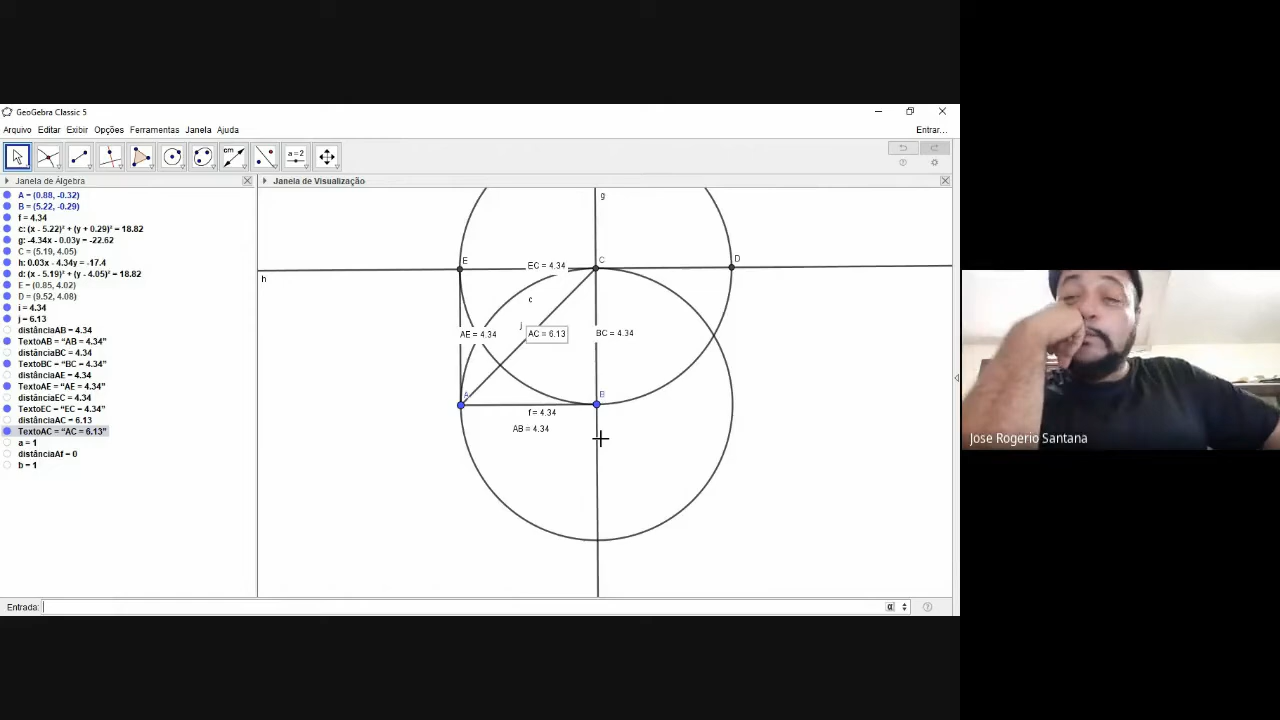 GeoGebra Classic 5
Arquivo Editar Exibir Opções Ferramentas Janela Ajuda
Entrar...
cm
a=2
Janela de Álgebra
Janela de Visualização
A = (0.88, -0.32)
B = (5.22, -0.29)
f = 4.34
c: (x - 5.22)² + (y + 0.29)² = 18.82
g: -4.34x - 0.03y = -22.62
C = (5.19, 4.05)
h: 0.03x - 4.34y = -17.4
d: (x - 5.19)² + (y - 4.05)² = 18.82
E = (0.85, 4.02)
D = (9.52, 4.08)
i = 4.34
j = 6.13
distânciaAB = 4.34
TextoAB = “AB = 4.34”
distânciaBC = 4.34
TextoBC = “BC = 4.34”
distânciaAE = 4.34
TextoAE = “AE = 4.34”
distânciaEC = 4.34
TextoEC = “EC = 4.34”
distânciaAC = 6.13
TextoAC = “AC = 6.13”
a = 1
distânciaAf = 0
b = 1
g
E
EC = 4.34
C
D
h
c
j
AE = 4.34
AC = 6.13
BC = 4.34
A
B
f = 4.34
AB = 4.34
Entrada:
α
Jose Rogerio Santana